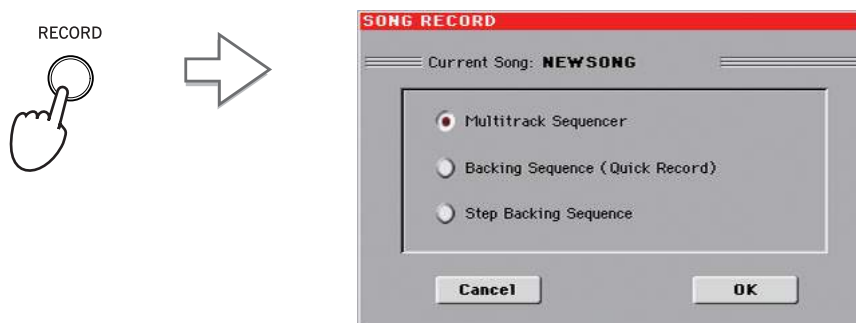 RECORD
SONG RECORD
Current Song: NEWSONG
Multitrack Sequencer
Backing Sequence (Quick Record)
Step Backing Sequence
Cancel
OK